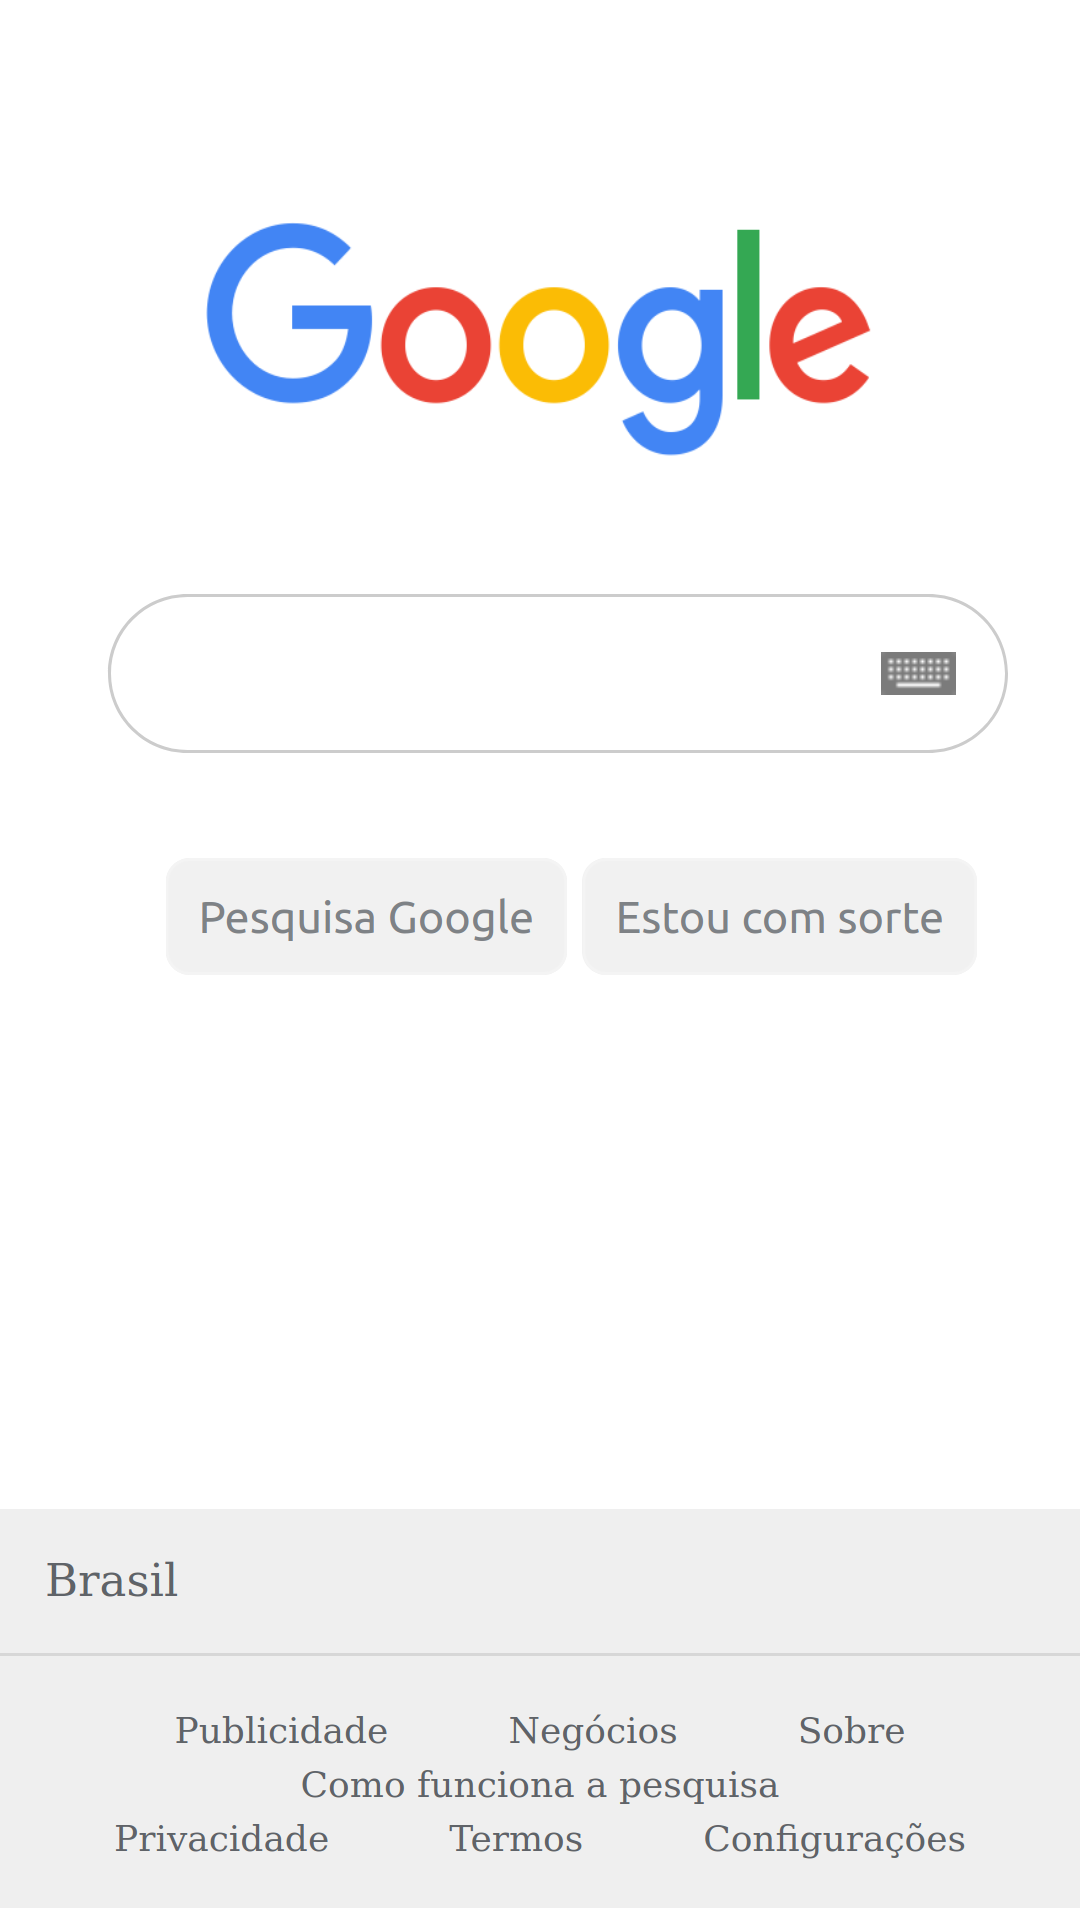 Google
Pesquisa Google
Estou com sorte
Brasil
Publicidade Negócios Sobre
Como funciona a pesquisa
Privacidade Termos Configurações